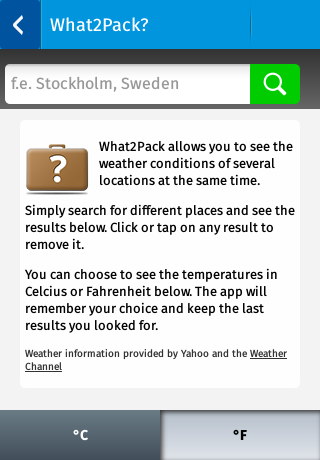 What2Pack?
f.e. Stockholm, Sweden
?
What2Pack allows you to see the
weather conditions of several
locations at the same time.
Simply search for different places and see the
results below. Click or tap on any result to
remove it.
You can choose to see the temperatures in
Celcius or Fahrenheit below. The app will
remember your choice and keep the last
results you looked for.
Weather information provided by Yahoo and the Weather
Channel
°C °F